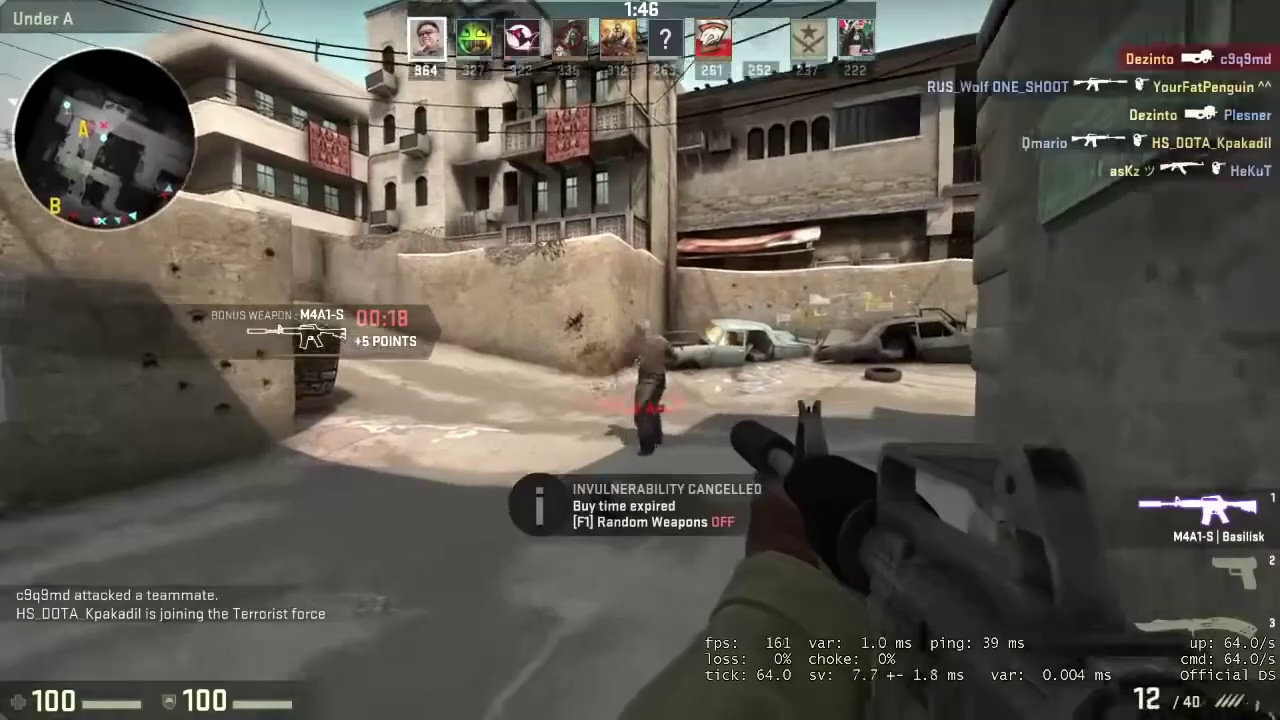 Under A
1:46
?
964 327 322 335 312 263 261 252 237 222
A
B
Dezinto c9q9md
RUS_Wolf ONE_SHOOT YourFatPenguin ^^
Dezinto Plesner
Qmario HS_DOTA_Kpakadil
asKz ツ HeKuT
BONUS WEAPON : M4A1-S 00:18
+5 POINTS
INVULNERABILITY CANCELLED
Buy time expired
[F1] Random Weapons OFF
1
M4A1-S | Basilisk
2
3
c9q9md attacked a teammate.
HS_DOTA_Kpakadil is joining the Terrorist force
fps: 161 var: 1.0 ms ping: 39 ms up: 64.0/s
loss: 0% choke: 0% cmd: 64.0/s
tick: 64.0 sv: 7.7 +- 1.8 ms var: 0.004 ms Official DS
100 100
12 / 40